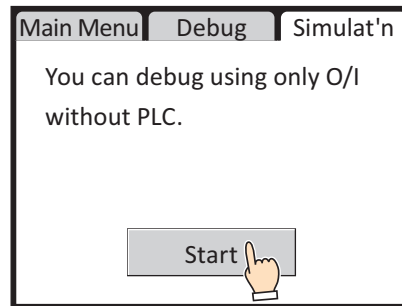 Main Menu Debug Simulat'n
You can debug using only O/I
without PLC.
Start